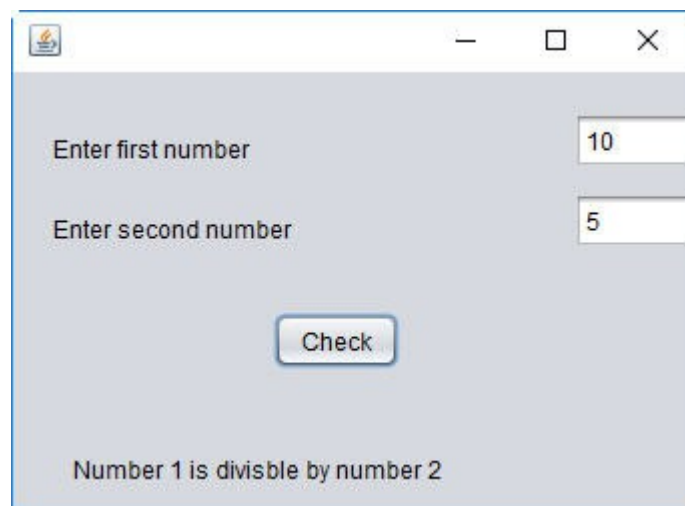 Enter first number
10
Enter second number
5
Check
Number 1 is divisble by number 2